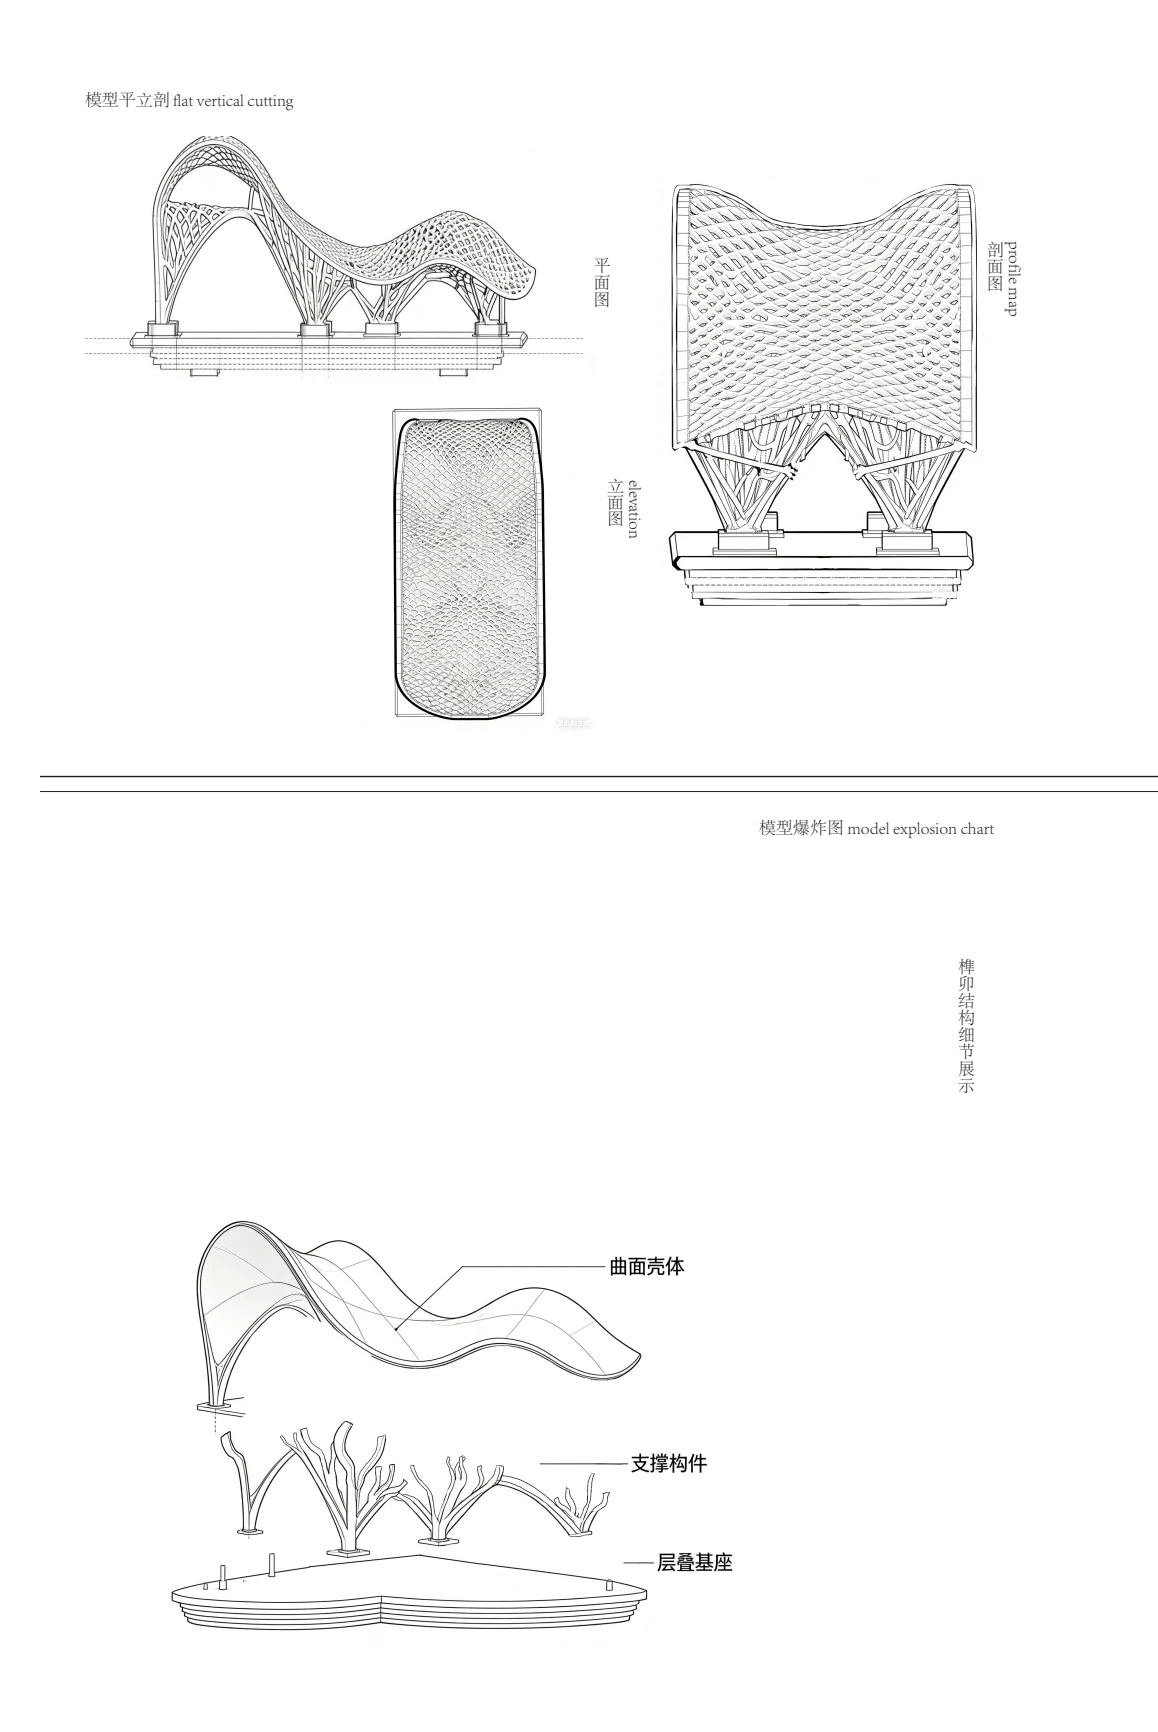 模型平立剖 flat vertical cutting
平面图
profile map
剖面图
elevation
立面图
模型爆炸图 model explosion chart
榫卯结构细节展示
曲面壳体
支撑构件
层叠基座